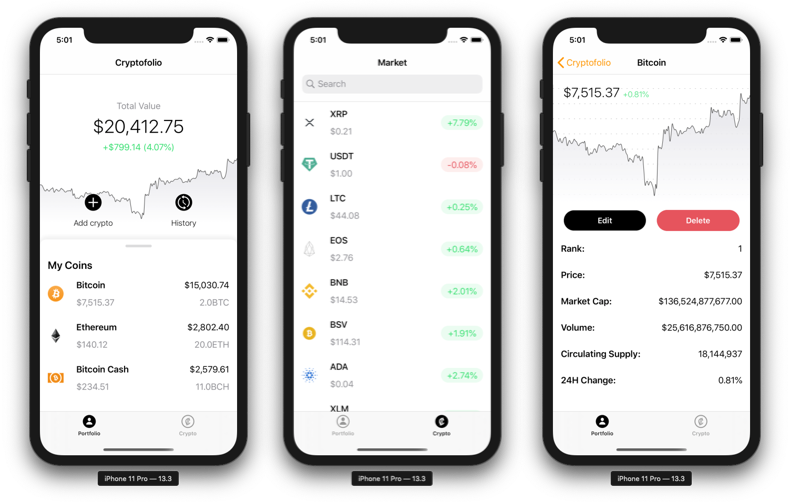 5:01
Cryptofolio
Total Value
$20,412.75
+$799.14 (4.07%)
Add crypto
History
My Coins
Bitcoin $15,030.74
$7,515.37 2.0BTC
Ethereum $2,802.40
$140.12 20.0ETH
Bitcoin Cash $2,579.61
$234.51 11.0BCH
Portfolio Crypto
iPhone 11 Pro — 13.3
5:01
Market
Search
XRP
$0.21
+7.79%
USDT
$1.00
-0.08%
LTC
$44.08
+0.25%
EOS
$2.76
+0.64%
BNB
$14.53
+2.01%
BSV
$114.31
+1.91%
ADA
$0.04
+2.74%
XLM
Portfolio Crypto
iPhone 11 Pro — 13.3
5:01
Cryptofolio Bitcoin
$7,515.37 +0.81%
Edit Delete
Rank: 1
Price: $7,515.37
Market Cap: $136,524,877,677.00
Volume: $25,616,876,750.00
Circulating Supply: 18,144,937
24H Change: 0.81%
Portfolio Crypto
iPhone 11 Pro — 13.3